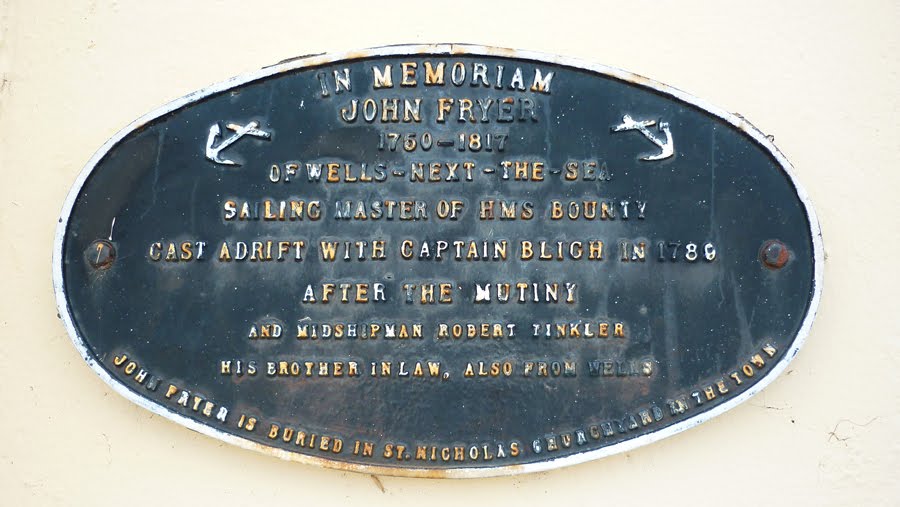 IN MEMORIAM
JOHN FRYER
1750-1817
OF WELLS-NEXT-THE-SEA
SAILING MASTER OF HMS BOUNTY
CAST ADRIFT WITH CAPTAIN BLIGH IN 1789
AFTER THE MUTINY
AND MIDSHIPMAN ROBERT TINKLER
HIS BROTHER IN LAW, ALSO FROM WELLS
JOHN FRYER IS BURIED IN ST. NICHOLAS CHURCHYARD IN THE TOWN